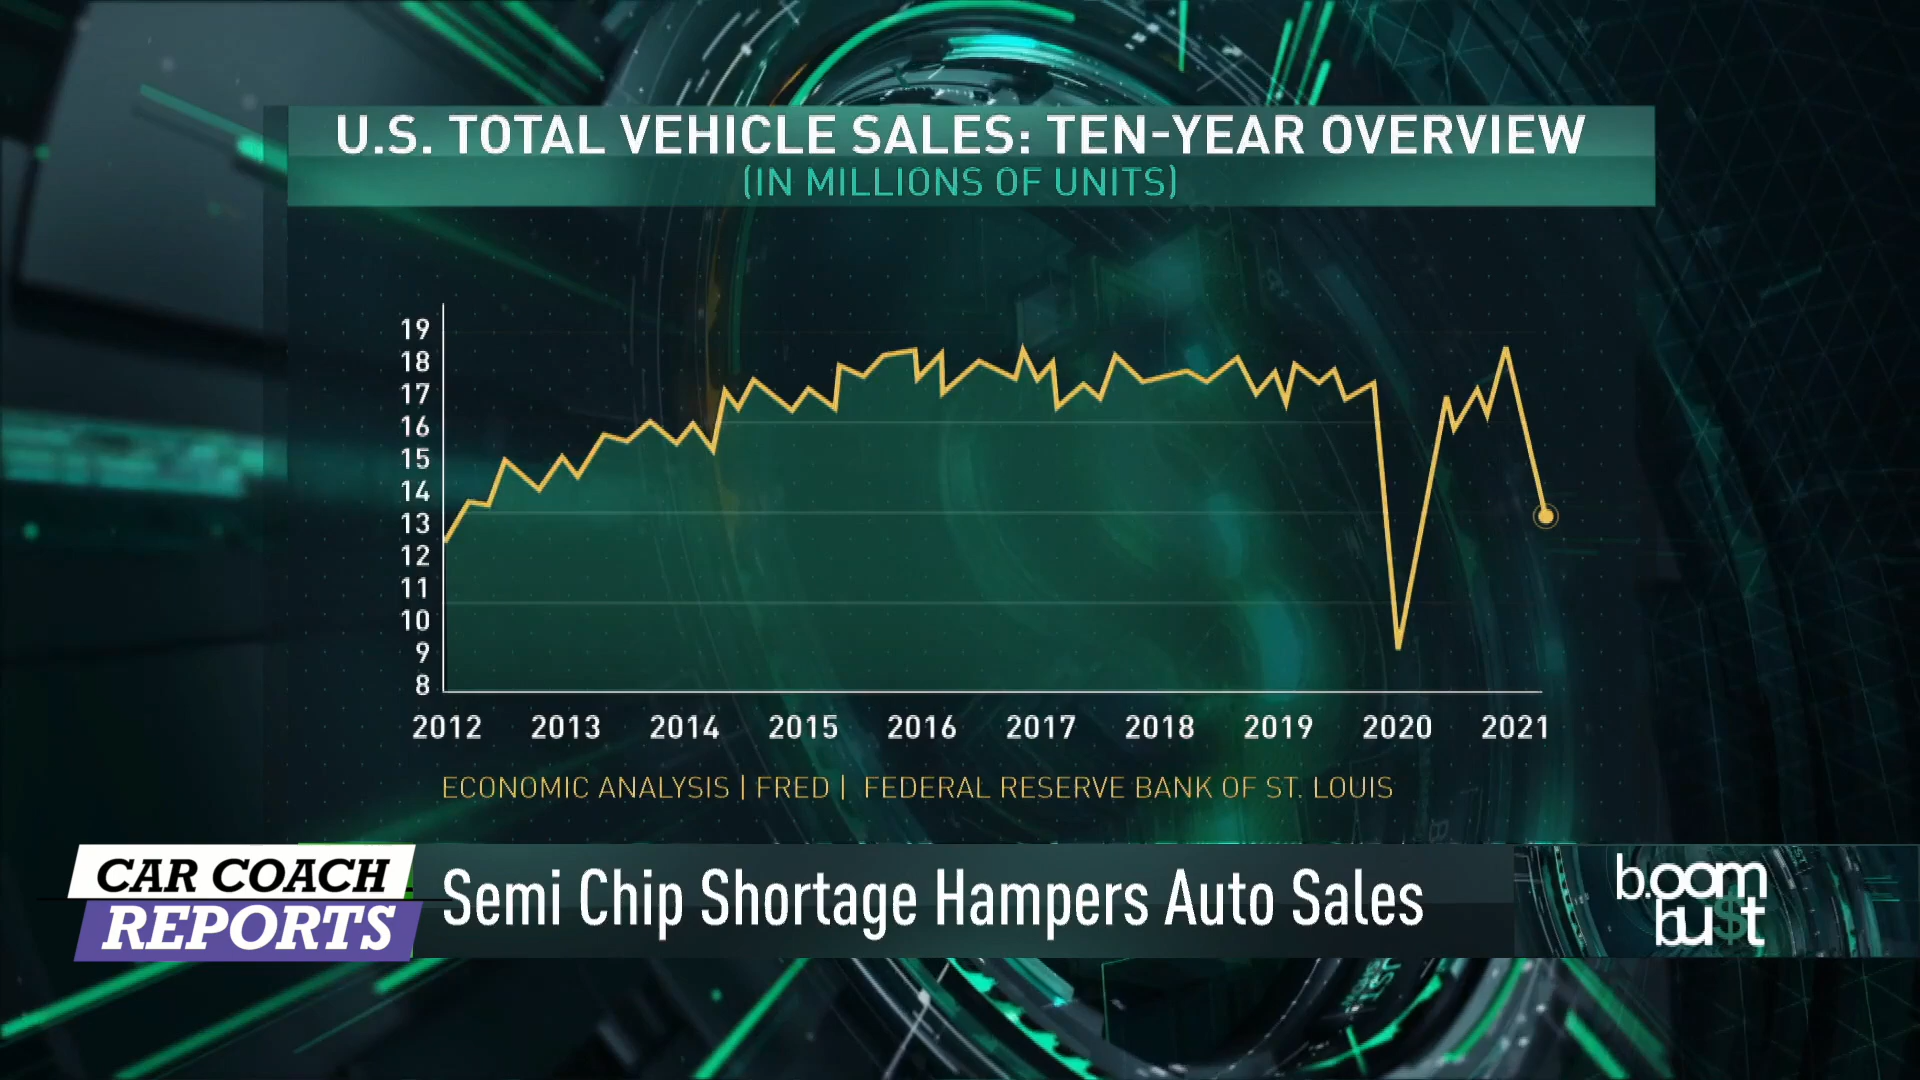 U.S. TOTAL VEHICLE SALES: TEN-YEAR OVERVIEW
(IN MILLIONS OF UNITS)
19
18
17
16
15
14
13
12
11
10
9
8
2012 2013 2014 2015 2016 2017 2018 2019 2020 2021
ECONOMIC ANALYSIS | FRED | FEDERAL RESERVE BANK OF ST. LOUIS
CAR COACH
REPORTS
Semi Chip Shortage Hampers Auto Sales
b.oom
bu$t